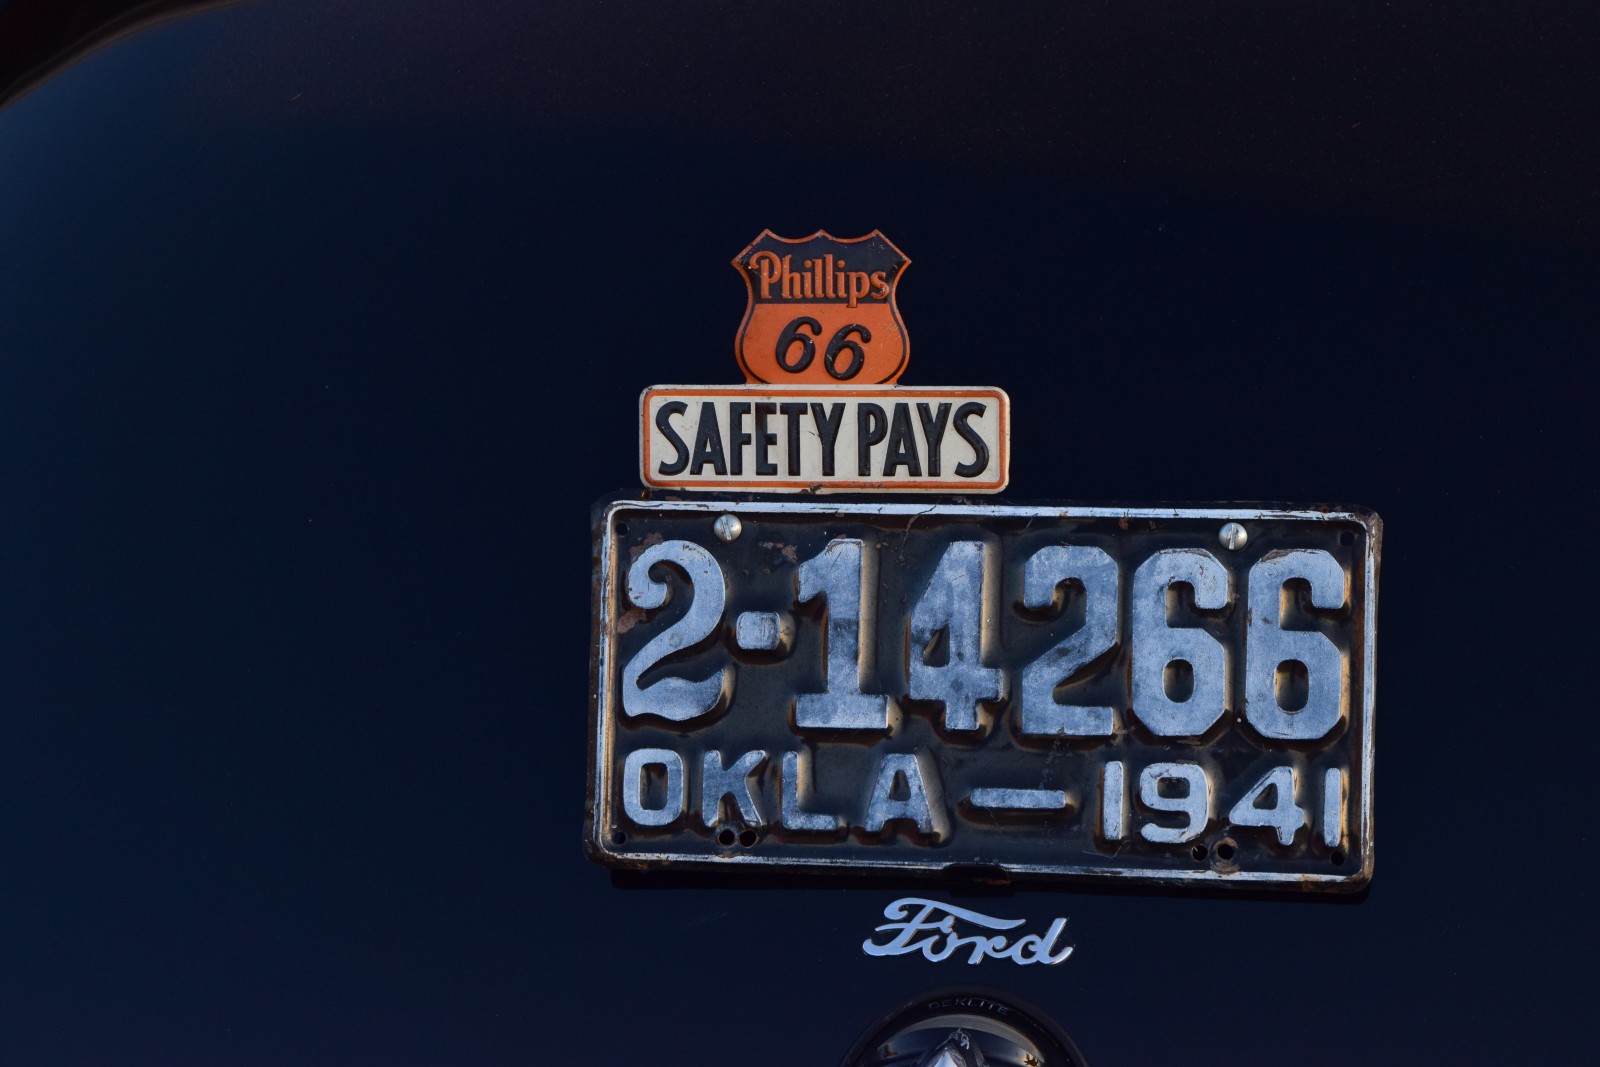 Phillips
66
SAFETY PAYS
2-14266
OKLA — 1941
Ford